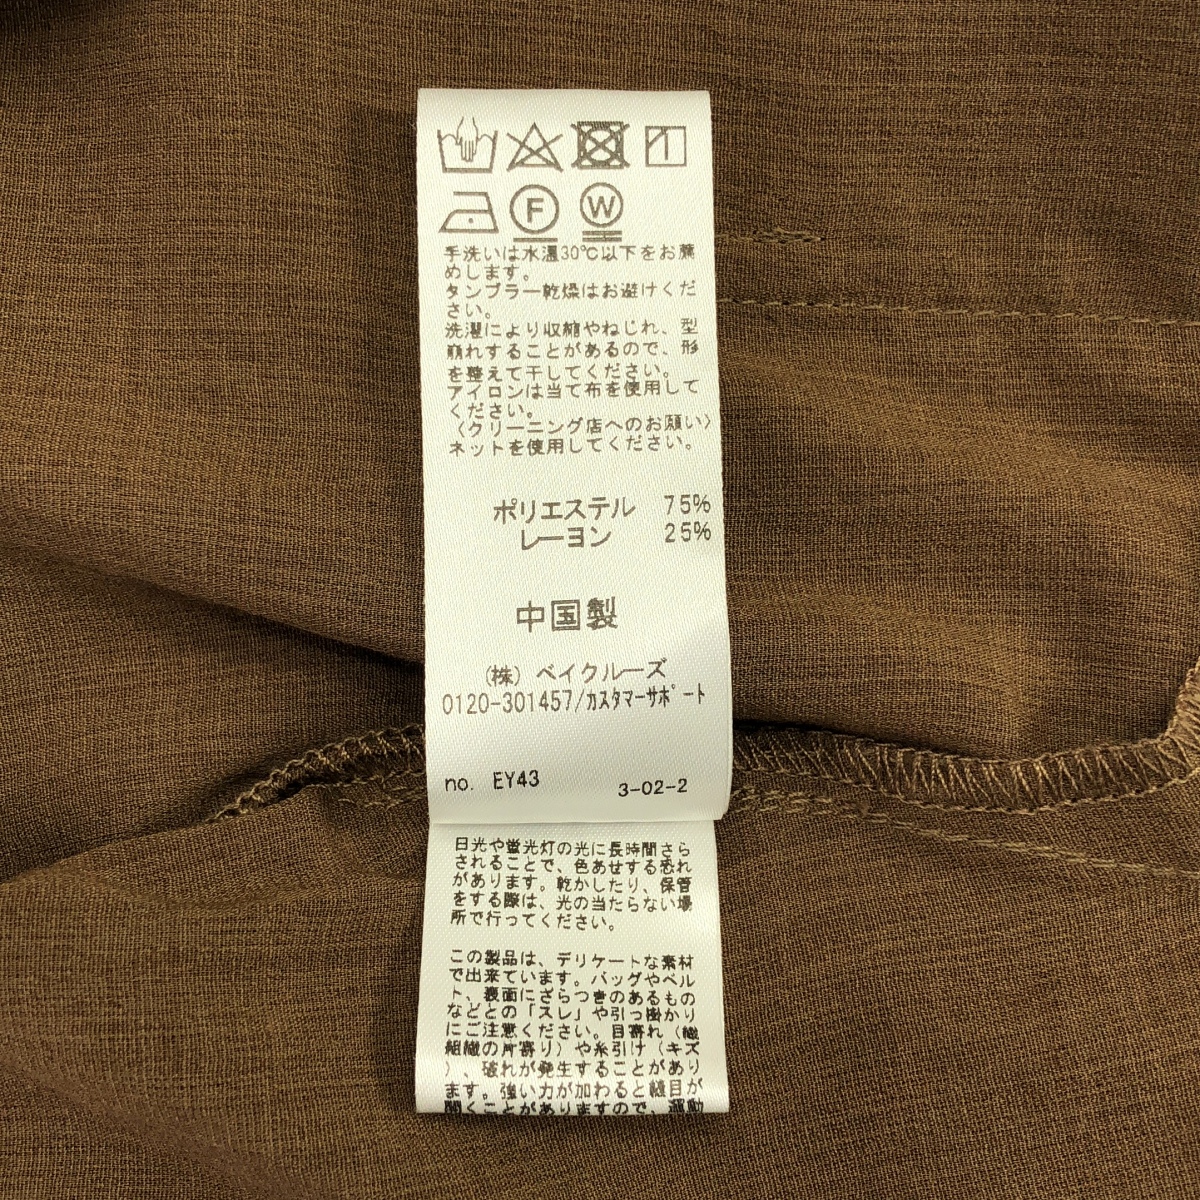 F W
手洗いは水温30℃以下をお薦
めします。
タンブラー乾燥はお避けくだ
さい。
洗濯により収縮やねじれ、型
崩れすることがあるので、形
を整えて干してください。
アイロンは当て布を使用して
ください。
〈クリーニング店へのお願い〉
ネットを使用してください。
ポリエステル 75%
レーヨン 25%
中国製
(株) ベイクルーズ
0120-301457/ｶｽﾀﾏｰｻﾎﾟｰﾄ
no. EY43 3-02-2
日光や蛍光灯の光に長時間さら
されることで、色あせする恐れ
があります。乾かしたり、保管
をする際は、光の当たらない場
所で行ってください。
この製品は、デリケートな素材
で出来ています。バッグやベル
ト、表面にざらつきのあるもの
などとの「スレ」や引っ掛かり
にご注意ください。目寄れ（織
組織の片寄り）や糸引け（キズ
）、破れが発生することがあり
ます。強い力が加わると縫目が
開くことがありますので、運動